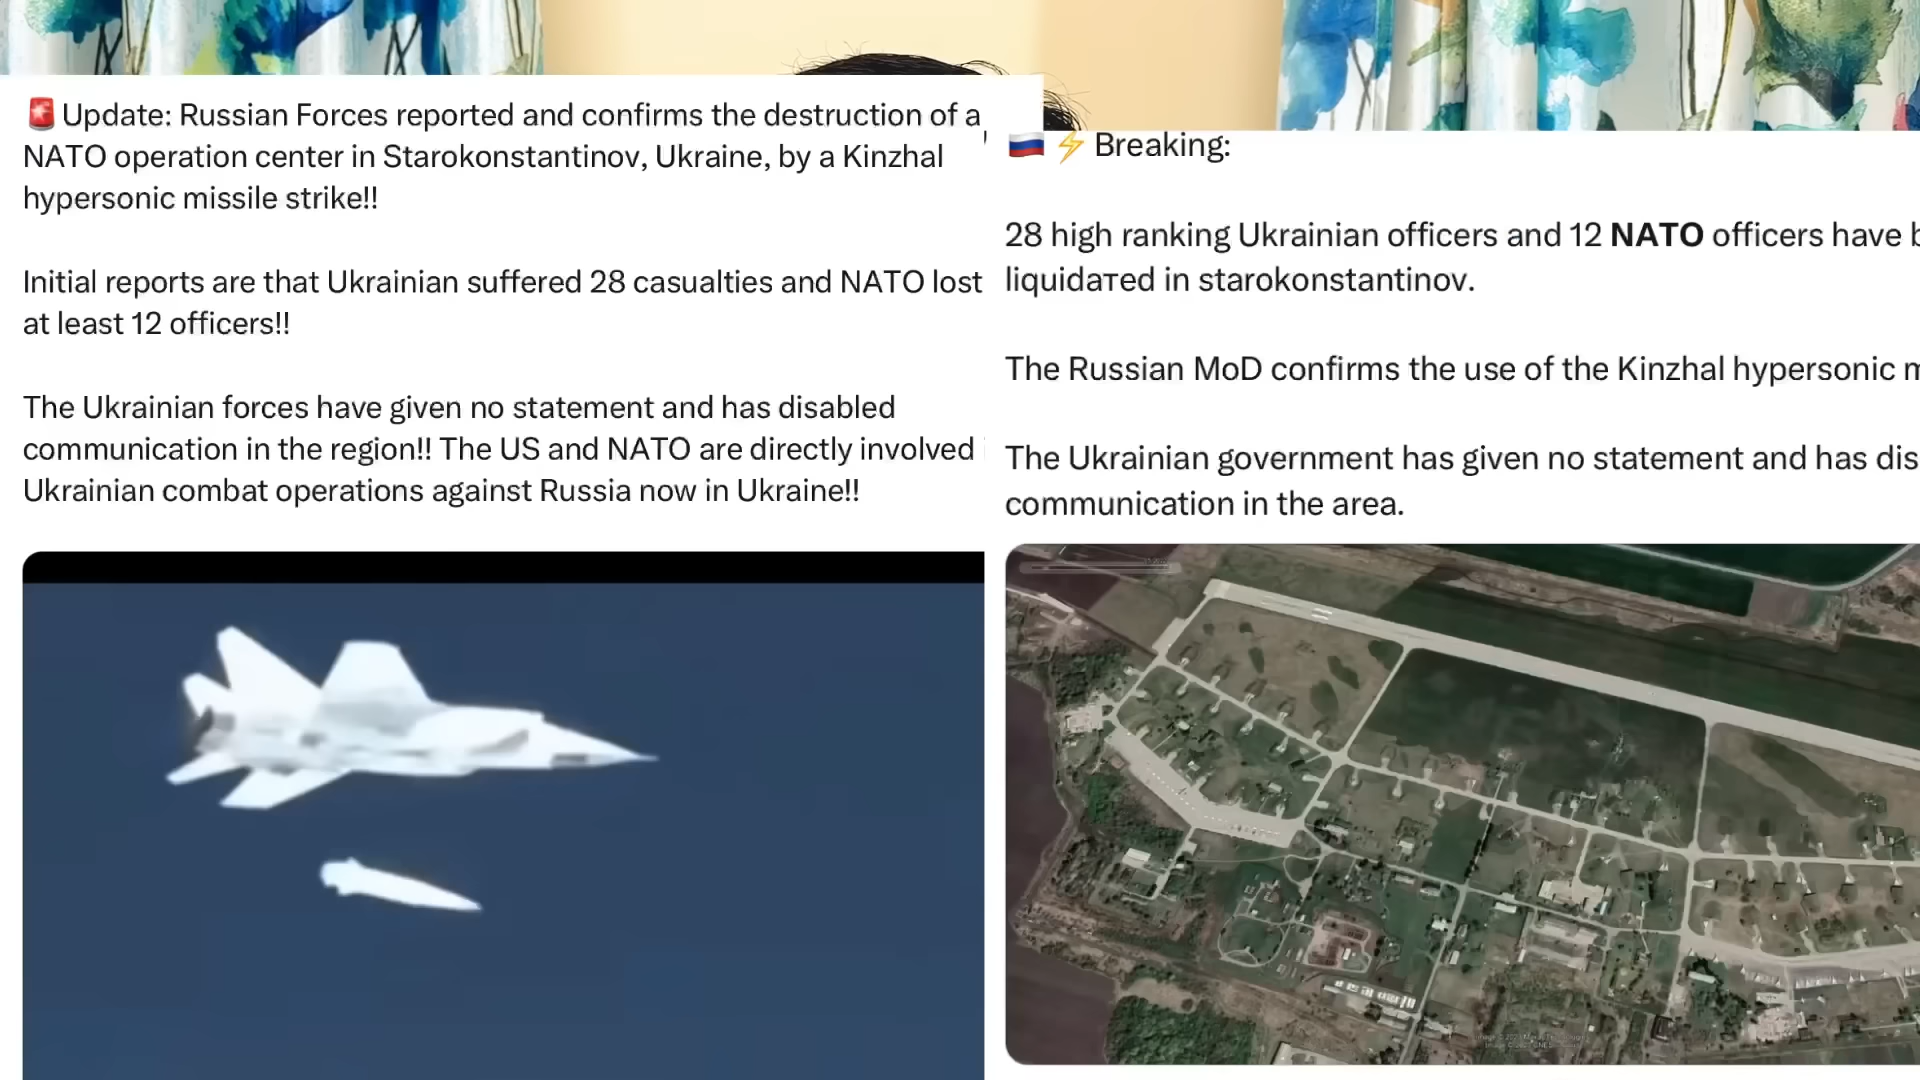 🚨Update: Russian Forces reported and confirms the destruction of a
NATO operation center in Starokonstantinov, Ukraine, by a Kinzhal
hypersonic missile strike!!
Initial reports are that Ukrainian suffered 28 casualties and NATO lost
at least 12 officers!!
The Ukrainian forces have given no statement and has disabled
communication in the region!! The US and NATO are directly involved
Ukrainian combat operations against Russia now in Ukraine!!
🇷🇺⚡Breaking:
28 high ranking Ukrainian officers and 12 NATO officers have
liquidaтed in starokonstantinov.
The Russian MoD confirms the use of the Kinzhal hypersonic
The Ukrainian government has given no statement and has dis
communication in the area.